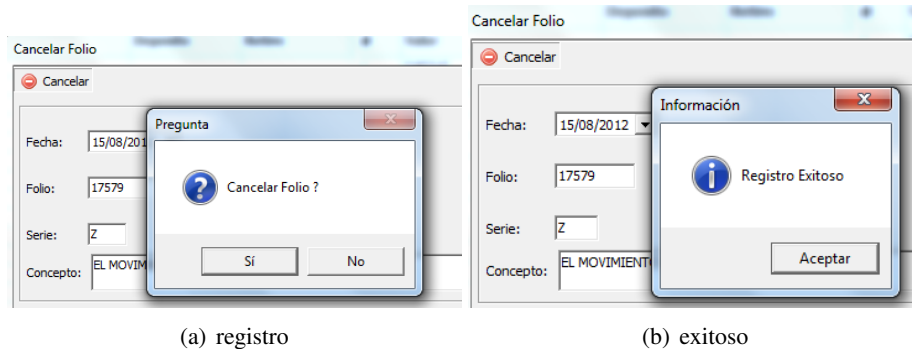 Cancelar Folio
Cancelar
Fecha: 15/08/201
Folio: 17579
Serie: Z
Concepto: EL MOVIM
Pregunta
Cancelar Folio ?
Sí No
(a) registro
Cancelar Folio
Cancelar
Fecha: 15/08/2012
Folio: 17579
Serie: Z
Concepto: EL MOVIMIENT
Información
Registro Exitoso
Aceptar
(b) exitoso